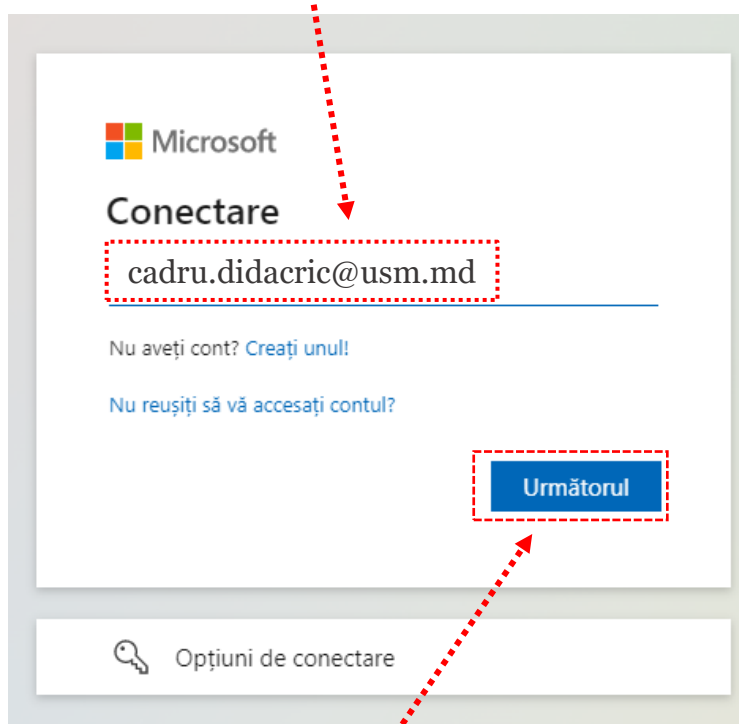 Microsoft
Conectare
cadru.didacric@usm.md
Nu aveți cont? Creați unul!
Nu reușiți să vă accesați contul?
Următorul
Opțiuni de conectare